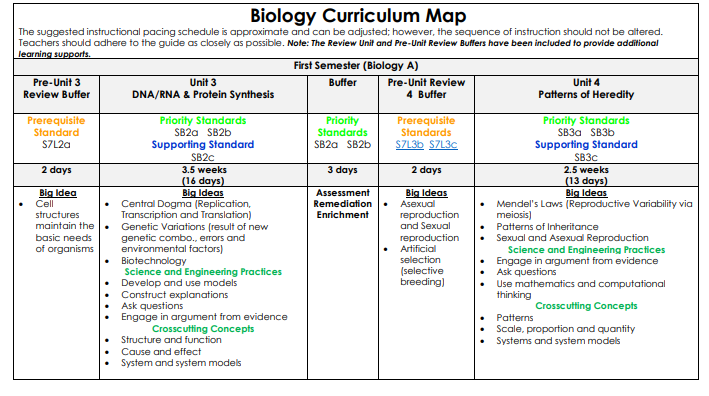 Biology Curriculum Map
The suggested instructional pacing schedule is approximate and can be adjusted; however, the sequence of instruction should not be altered.
Teachers should adhere to the guide as closely as possible. Note: The Review Unit and Pre-Unit Review Buffers have been included to provide additional
learning supports.
First Semester (Biology A)
Pre-Unit 3
Review Buffer
Unit 3
DNA/RNA & Protein Synthesis
Buffer
Pre-Unit Review
4 Buffer
Unit 4
Patterns of Heredity
Prerequisite
Standard
S7L2a
Priority Standards
SB2a SB2b
Supporting Standard
SB2c
Priority
Standards
SB2a SB2b
Prerequisite
Standards
S7L3b S7L3c
Priority Standards
SB3a SB3b
Supporting Standard
SB3c
2 days
3.5 weeks
(16 days)
3 days
2 days
2.5 weeks
(13 days)
Big Idea
• Cell
structures
maintain the
basic needs
of organisms
Big Ideas
• Central Dogma (Replication,
Transcription and Translation)
• Genetic Variations (result of new
genetic combo., errors and
environmental factors)
• Biotechnology
Science and Engineering Practices
• Develop and use models
• Construct explanations
• Ask questions
• Engage in argument from evidence
Crosscutting Concepts
• Structure and function
• Cause and effect
• System and system models
Assessment
Remediation
Enrichment
Big Ideas
• Asexual
reproduction
and Sexual
reproduction
• Artificial
selection
(selective
breeding)
Big Ideas
• Mendel's Laws (Reproductive Variability via
meiosis)
• Patterns of Inheritance
• Sexual and Asexual Reproduction
Science and Engineering Practices
• Engage in argument from evidence
• Ask questions
• Use mathematics and computational
thinking
Crosscutting Concepts
• Patterns
• Scale, proportion and quantity
• Systems and system models